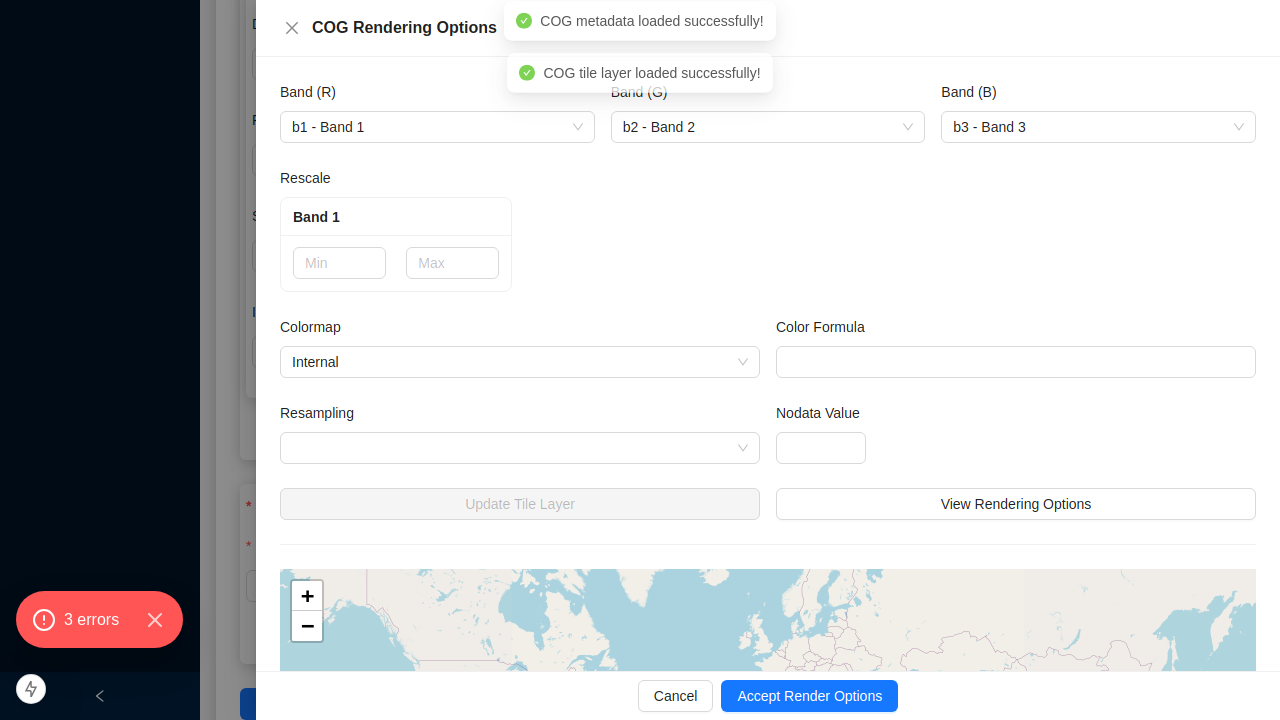 COG Rendering Options
COG metadata loaded successfully!
COG tile layer loaded successfully!
Band (R)
Band (G)
Band (B)
b1 - Band 1
b2 - Band 2
b3 - Band 3
Rescale
Band 1
Min
Max
Colormap
Color Formula
Internal
Resampling
Nodata Value
Update Tile Layer
View Rendering Options
+
−
3 errors
Cancel
Accept Render Options